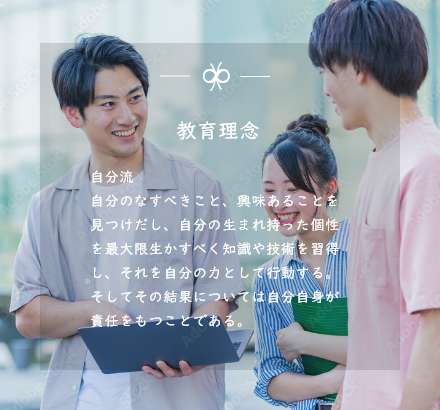 教育理念
自分流
自分のなすべきこと、興味あることを
見つけだし、自分の生まれ持った個性
を最大限生かすべく知識や技術を習得
し、それを自分の力として行動する。
そしてその結果については自分自身が
責任をもつことである。